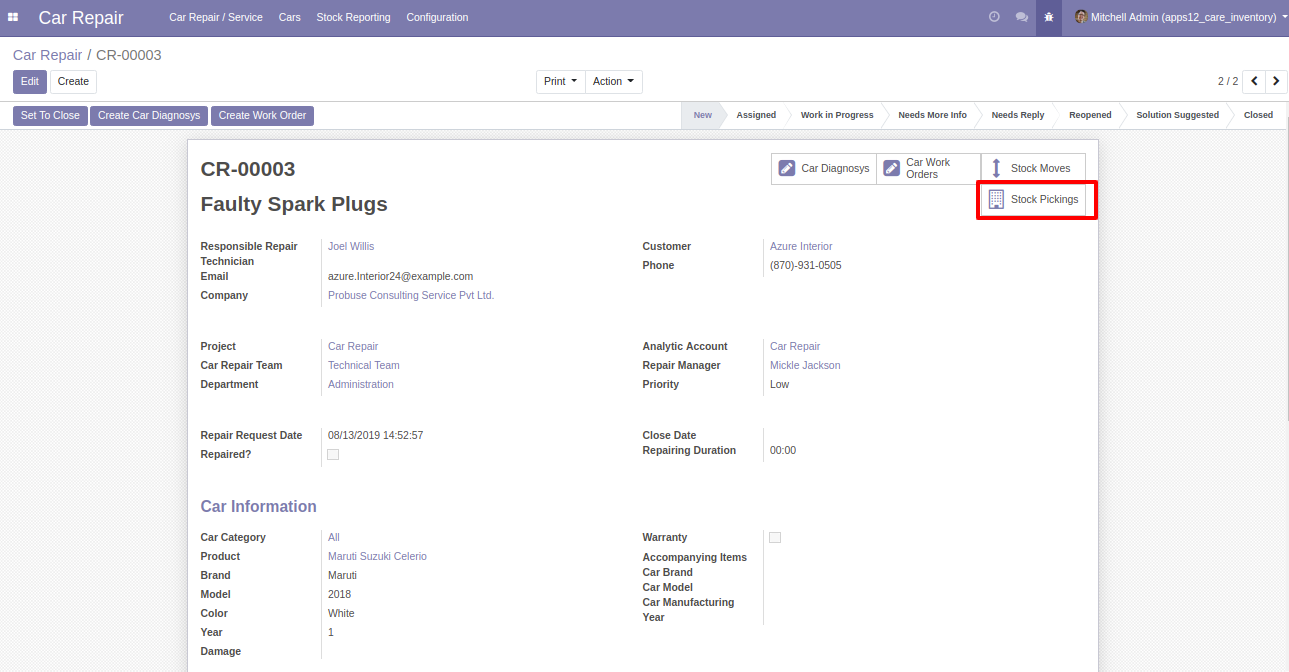 Car Repair Car Repair / Service Cars Stock Reporting Configuration Mitchell Admin (apps12_care_inventory)
Car Repair / CR-00003
Edit Create Print Action 2 / 2
Set To Close Create Car Diagnosys Create Work Order New Assigned Work in Progress Needs More Info Needs Reply Reopened Solution Suggested Closed
CR-00003
Car Diagnosys
Car Work
Orders
Stock Moves
Stock Pickings
Faulty Spark Plugs
Responsible Repair
Technician
Joel Willis
Email azure.Interior24@example.com
Company Probuse Consulting Service Pvt Ltd.
Customer Azure Interior
Phone (870)-931-0505
Project Car Repair
Car Repair Team Technical Team
Department Administration
Analytic Account Car Repair
Repair Manager Mickle Jackson
Priority Low
Repair Request Date 08/13/2019 14:52:57
Repaired?
Close Date
Repairing Duration 00:00
Car Information
Car Category All
Product Maruti Suzuki Celerio
Brand Maruti
Model 2018
Color White
Year 1
Damage
Warranty
Accompanying Items
Car Brand
Car Model
Car Manufacturing
Year